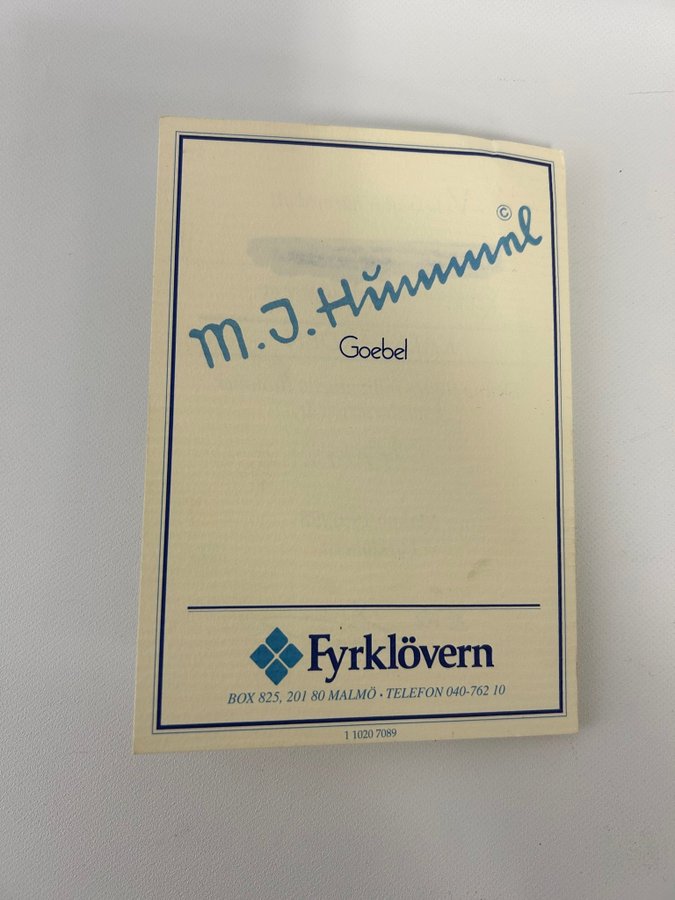 ©
M.J. Hummel
Goebel
Fyrklövern
BOX 825, 201 80 MALMÖ · TELEFON 040-762 10
1 1020 7089